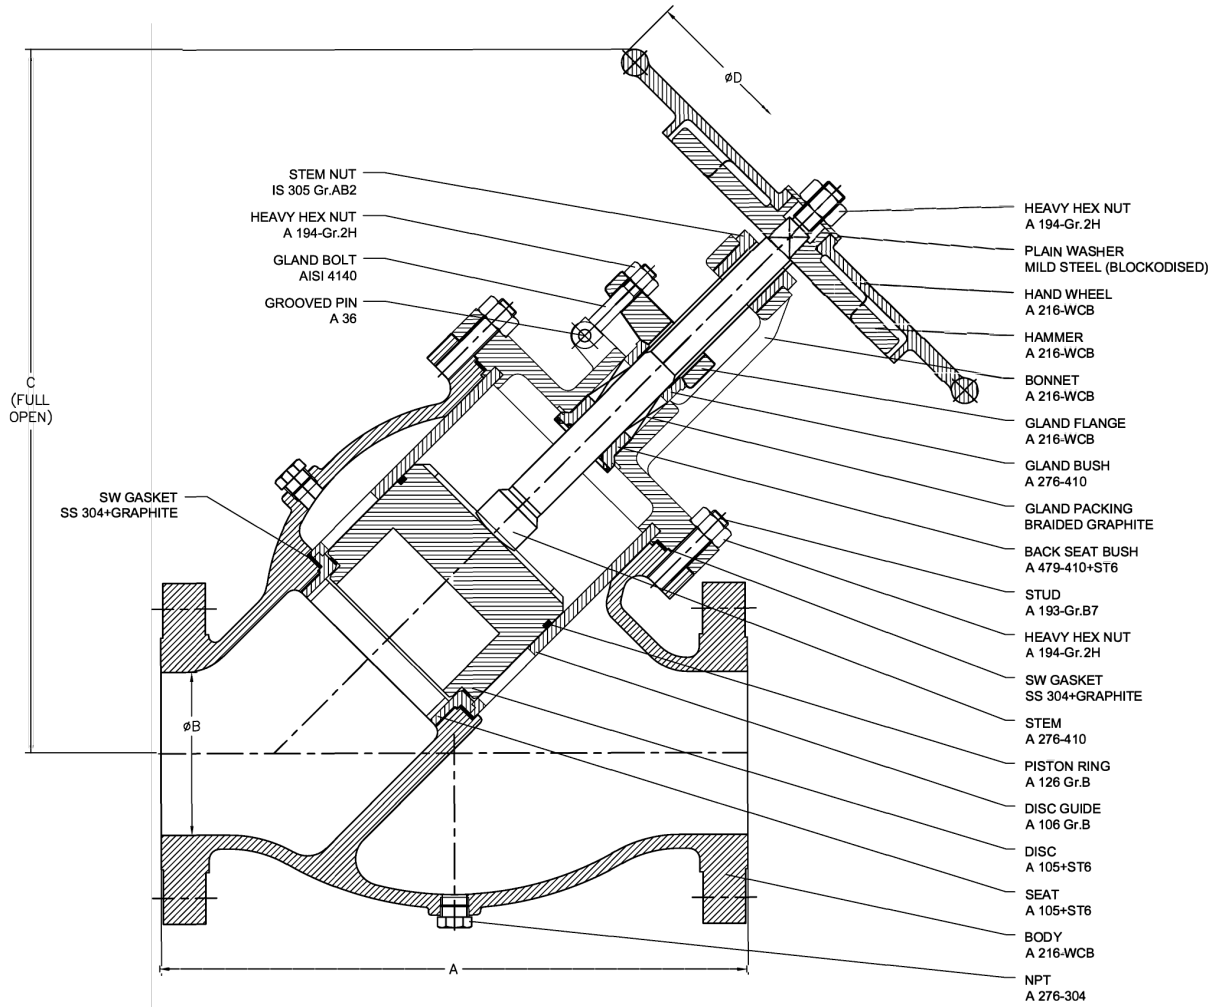 øD
STEM NUT
IS 305 Gr.AB2
HEAVY HEX NUT
A 194-Gr.2H
GLAND BOLT
AISI 4140
GROOVED PIN
A 36
C
(FULL
OPEN)
SW GASKET
SS 304+GRAPHITE
øB
A
HEAVY HEX NUT
A 194-Gr.2H
PLAIN WASHER
MILD STEEL (BLOCKODISED)
HAND WHEEL
A 216-WCB
HAMMER
A 216-WCB
BONNET
A 216-WCB
GLAND FLANGE
A 216-WCB
GLAND BUSH
A 276-410
GLAND PACKING
BRAIDED GRAPHITE
BACK SEAT BUSH
A 479-410+ST6
STUD
A 193-Gr.B7
HEAVY HEX NUT
A 194-Gr.2H
SW GASKET
SS 304+GRAPHITE
STEM
A 276-410
PISTON RING
A 126 Gr.B
DISC GUIDE
A 106 Gr.B
DISC
A 105+ST6
SEAT
A 105+ST6
BODY
A 216-WCB
NPT
A 276-304